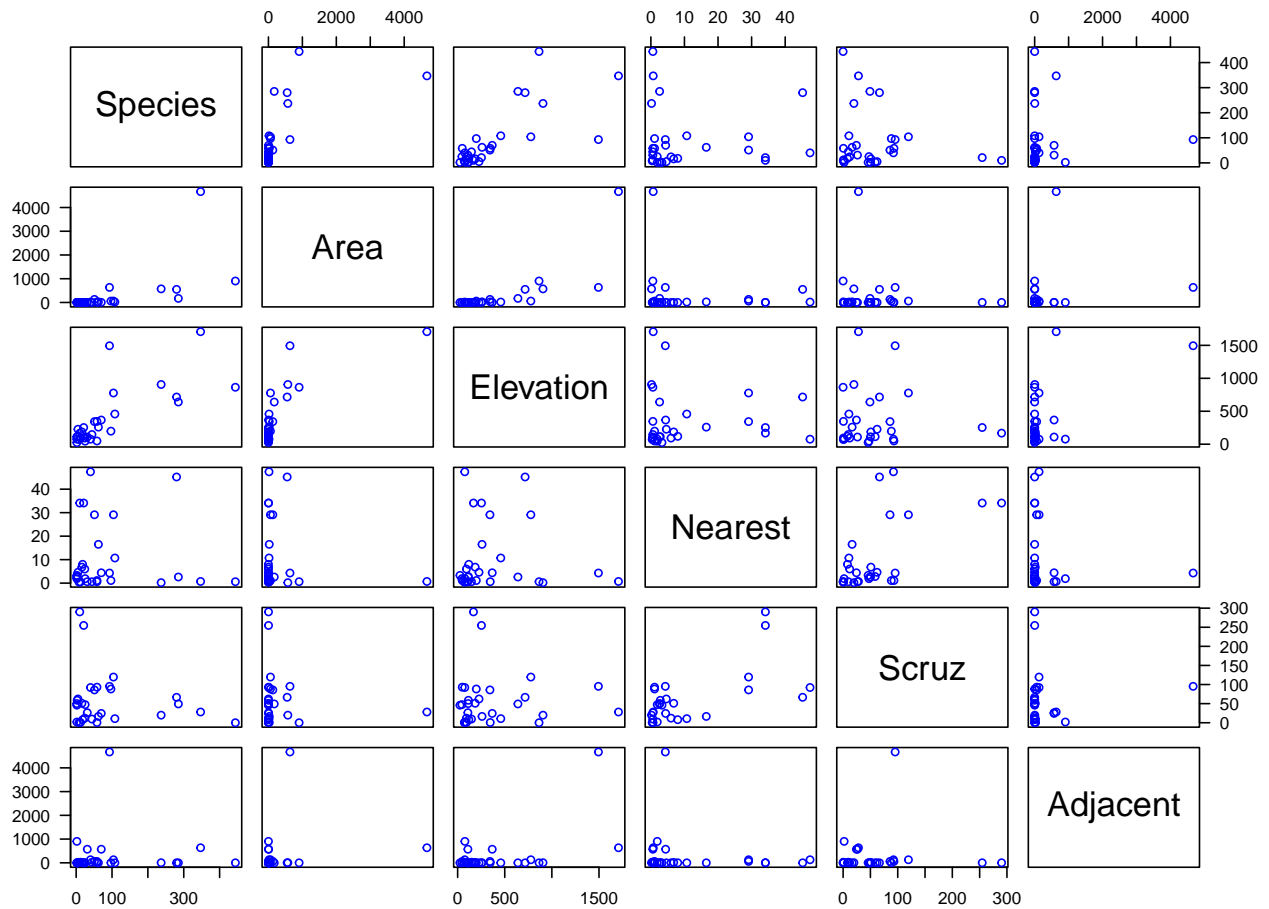 0 2000 4000 0 10 20 30 40 0 2000 4000
Species
0 100 200 300 400
Area
0 1000 2000 3000 4000
Elevation
0 500 1000 1500
Nearest
0 10 20 30 40
Scruz
0 50 100 150 200 250 300
Adjacent
0 1000 2000 3000 4000
0 100 300 0 500 1500 0 100 200 300